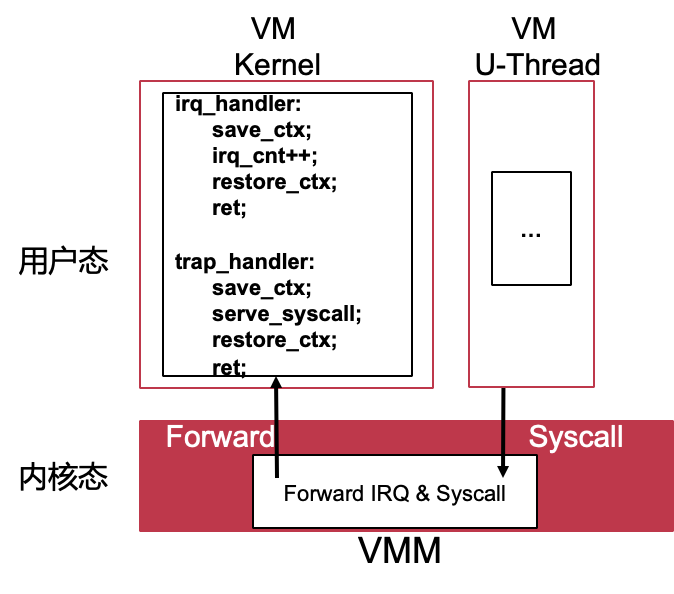 VM
Kernel
VM
U-Thread
irq_handler:
save_ctx;
irq_cnt++;
restore_ctx;
ret;
trap_handler:
save_ctx;
serve_syscall;
restore_ctx;
ret;
...
用户态
Forward
Syscall
内核态
Forward IRQ & Syscall
VMM